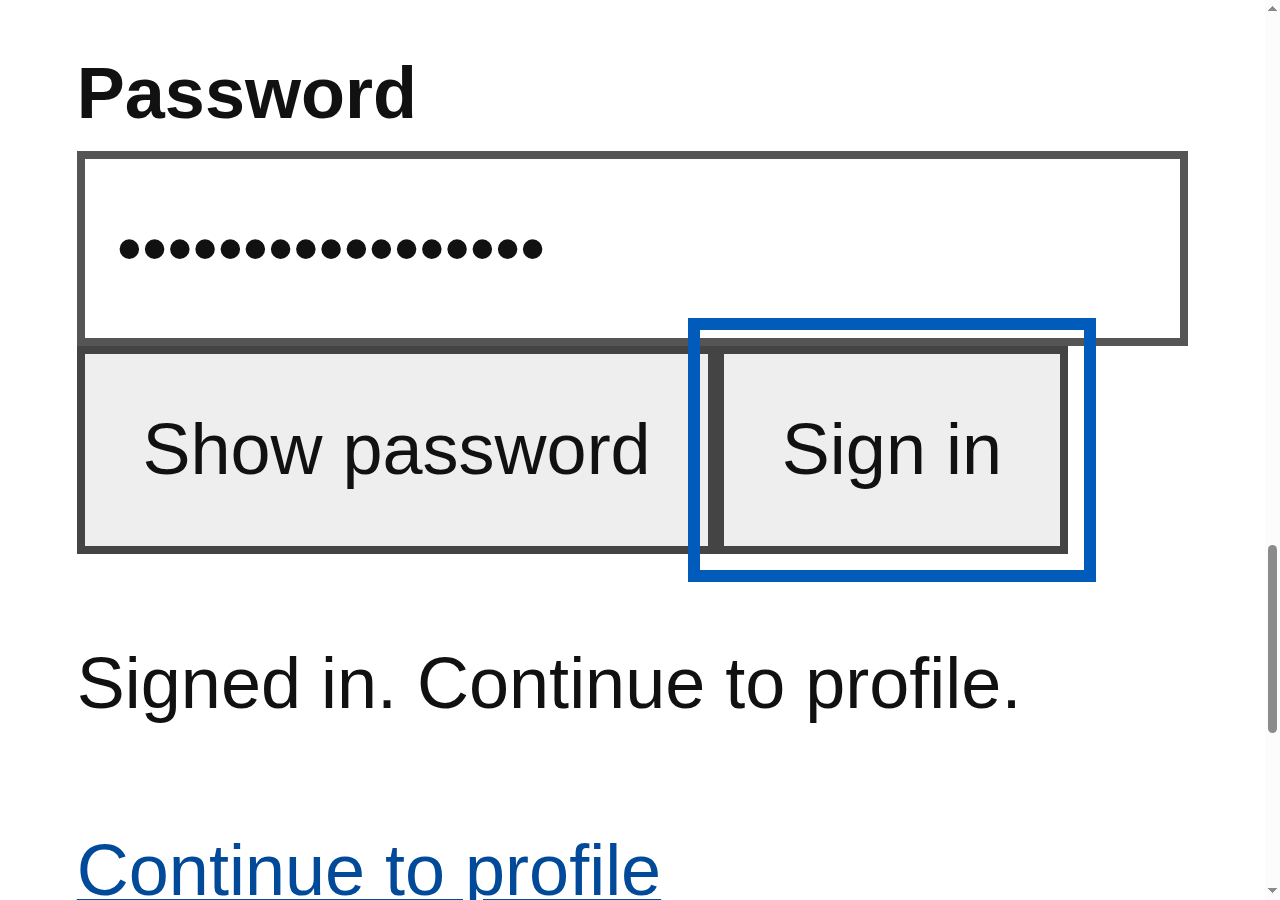 Password
•••••••••••••••••
Show password Sign in
Signed in. Continue to profile.
Continue to profile